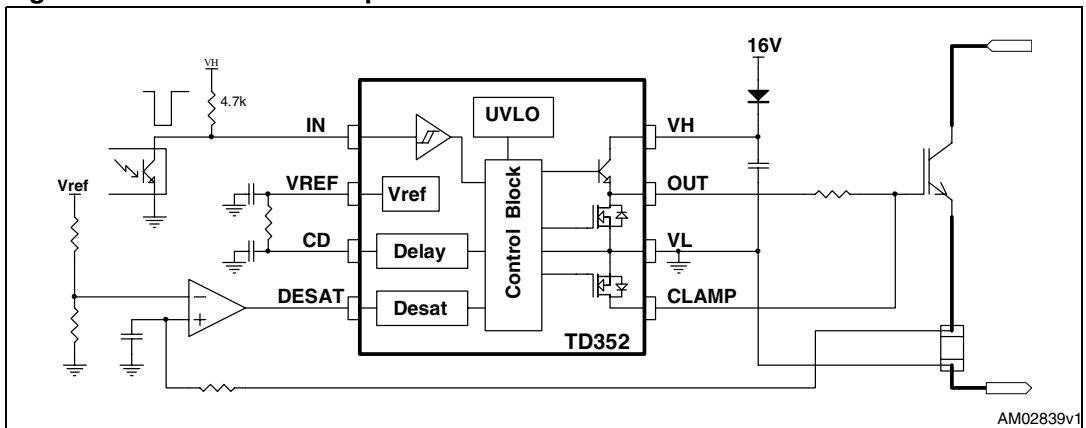 16V
VH
4.7k
IN
UVLO
VH
Vref
VREF
Vref
Control Block
OUT
CD
Delay
VL
DESAT
Desat
CLAMP
TD352
AM02839v1